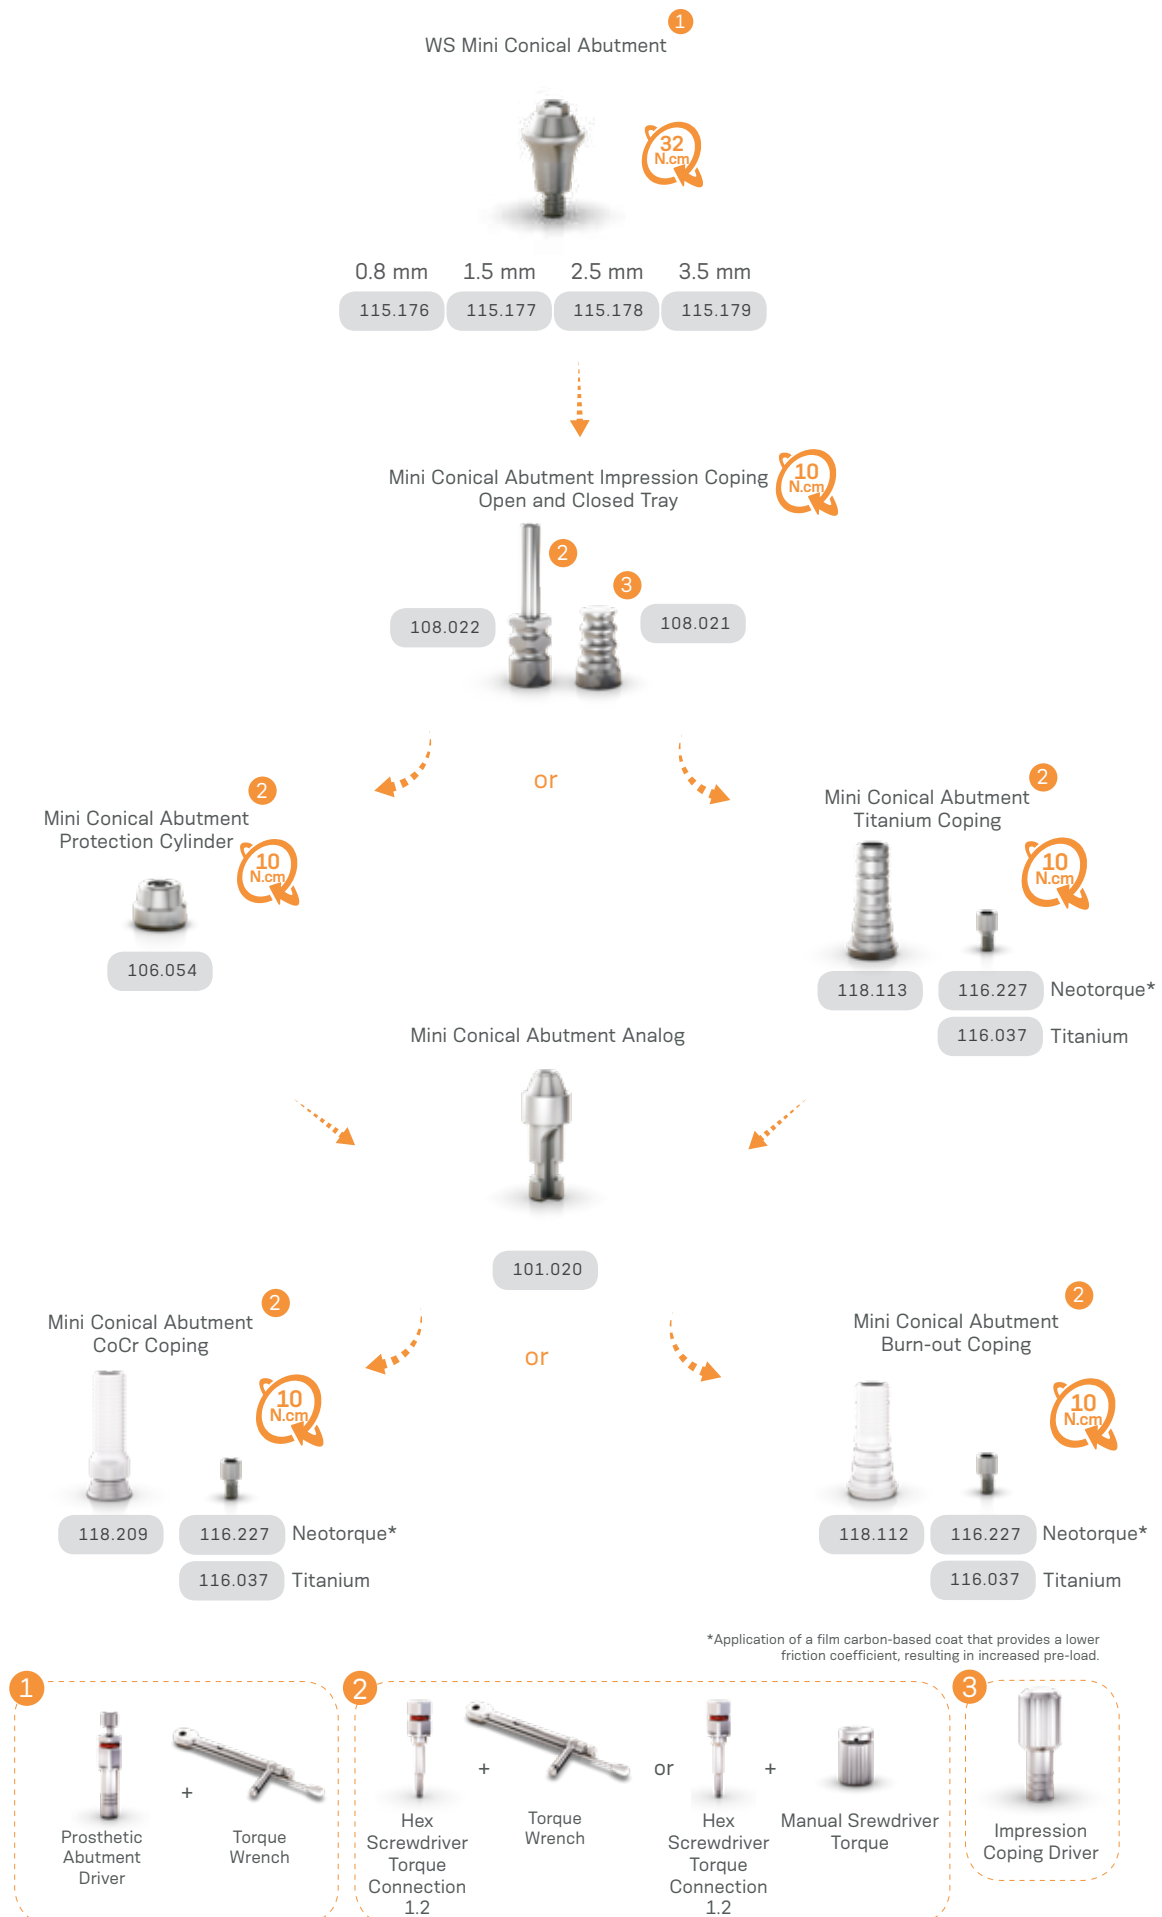 1
WS Mini Conical Abutment
32
N.cm
0.8 mm 1.5 mm 2.5 mm 3.5 mm
115.176 115.177 115.178 115.179
Mini Conical Abutment Impression Coping
Open and Closed Tray
10
N.cm
2
3
108.022
108.021
or
2
Mini Conical Abutment
Protection Cylinder
10
N.cm
106.054
2
Mini Conical Abutment
Titanium Coping
10
N.cm
118.113 116.227 Neotorque*
116.037 Titanium
Mini Conical Abutment Analog
101.020
or
2
Mini Conical Abutment
CoCr Coping
10
N.cm
118.209 116.227 Neotorque*
116.037 Titanium
2
Mini Conical Abutment
Burn-out Coping
10
N.cm
118.112 116.227 Neotorque*
116.037 Titanium
*Application of a film carbon-based coat that provides a lower
friction coefficient, resulting in increased pre-load.
1
+
Prosthetic
Abutment
Driver
Torque
Wrench
2
+
or
+
Hex
Screwdriver
Torque
Connection
1.2
Torque
Wrench
Hex
Screwdriver
Torque
Connection
1.2
Manual Srewdriver
Torque
3
Impression
Coping Driver